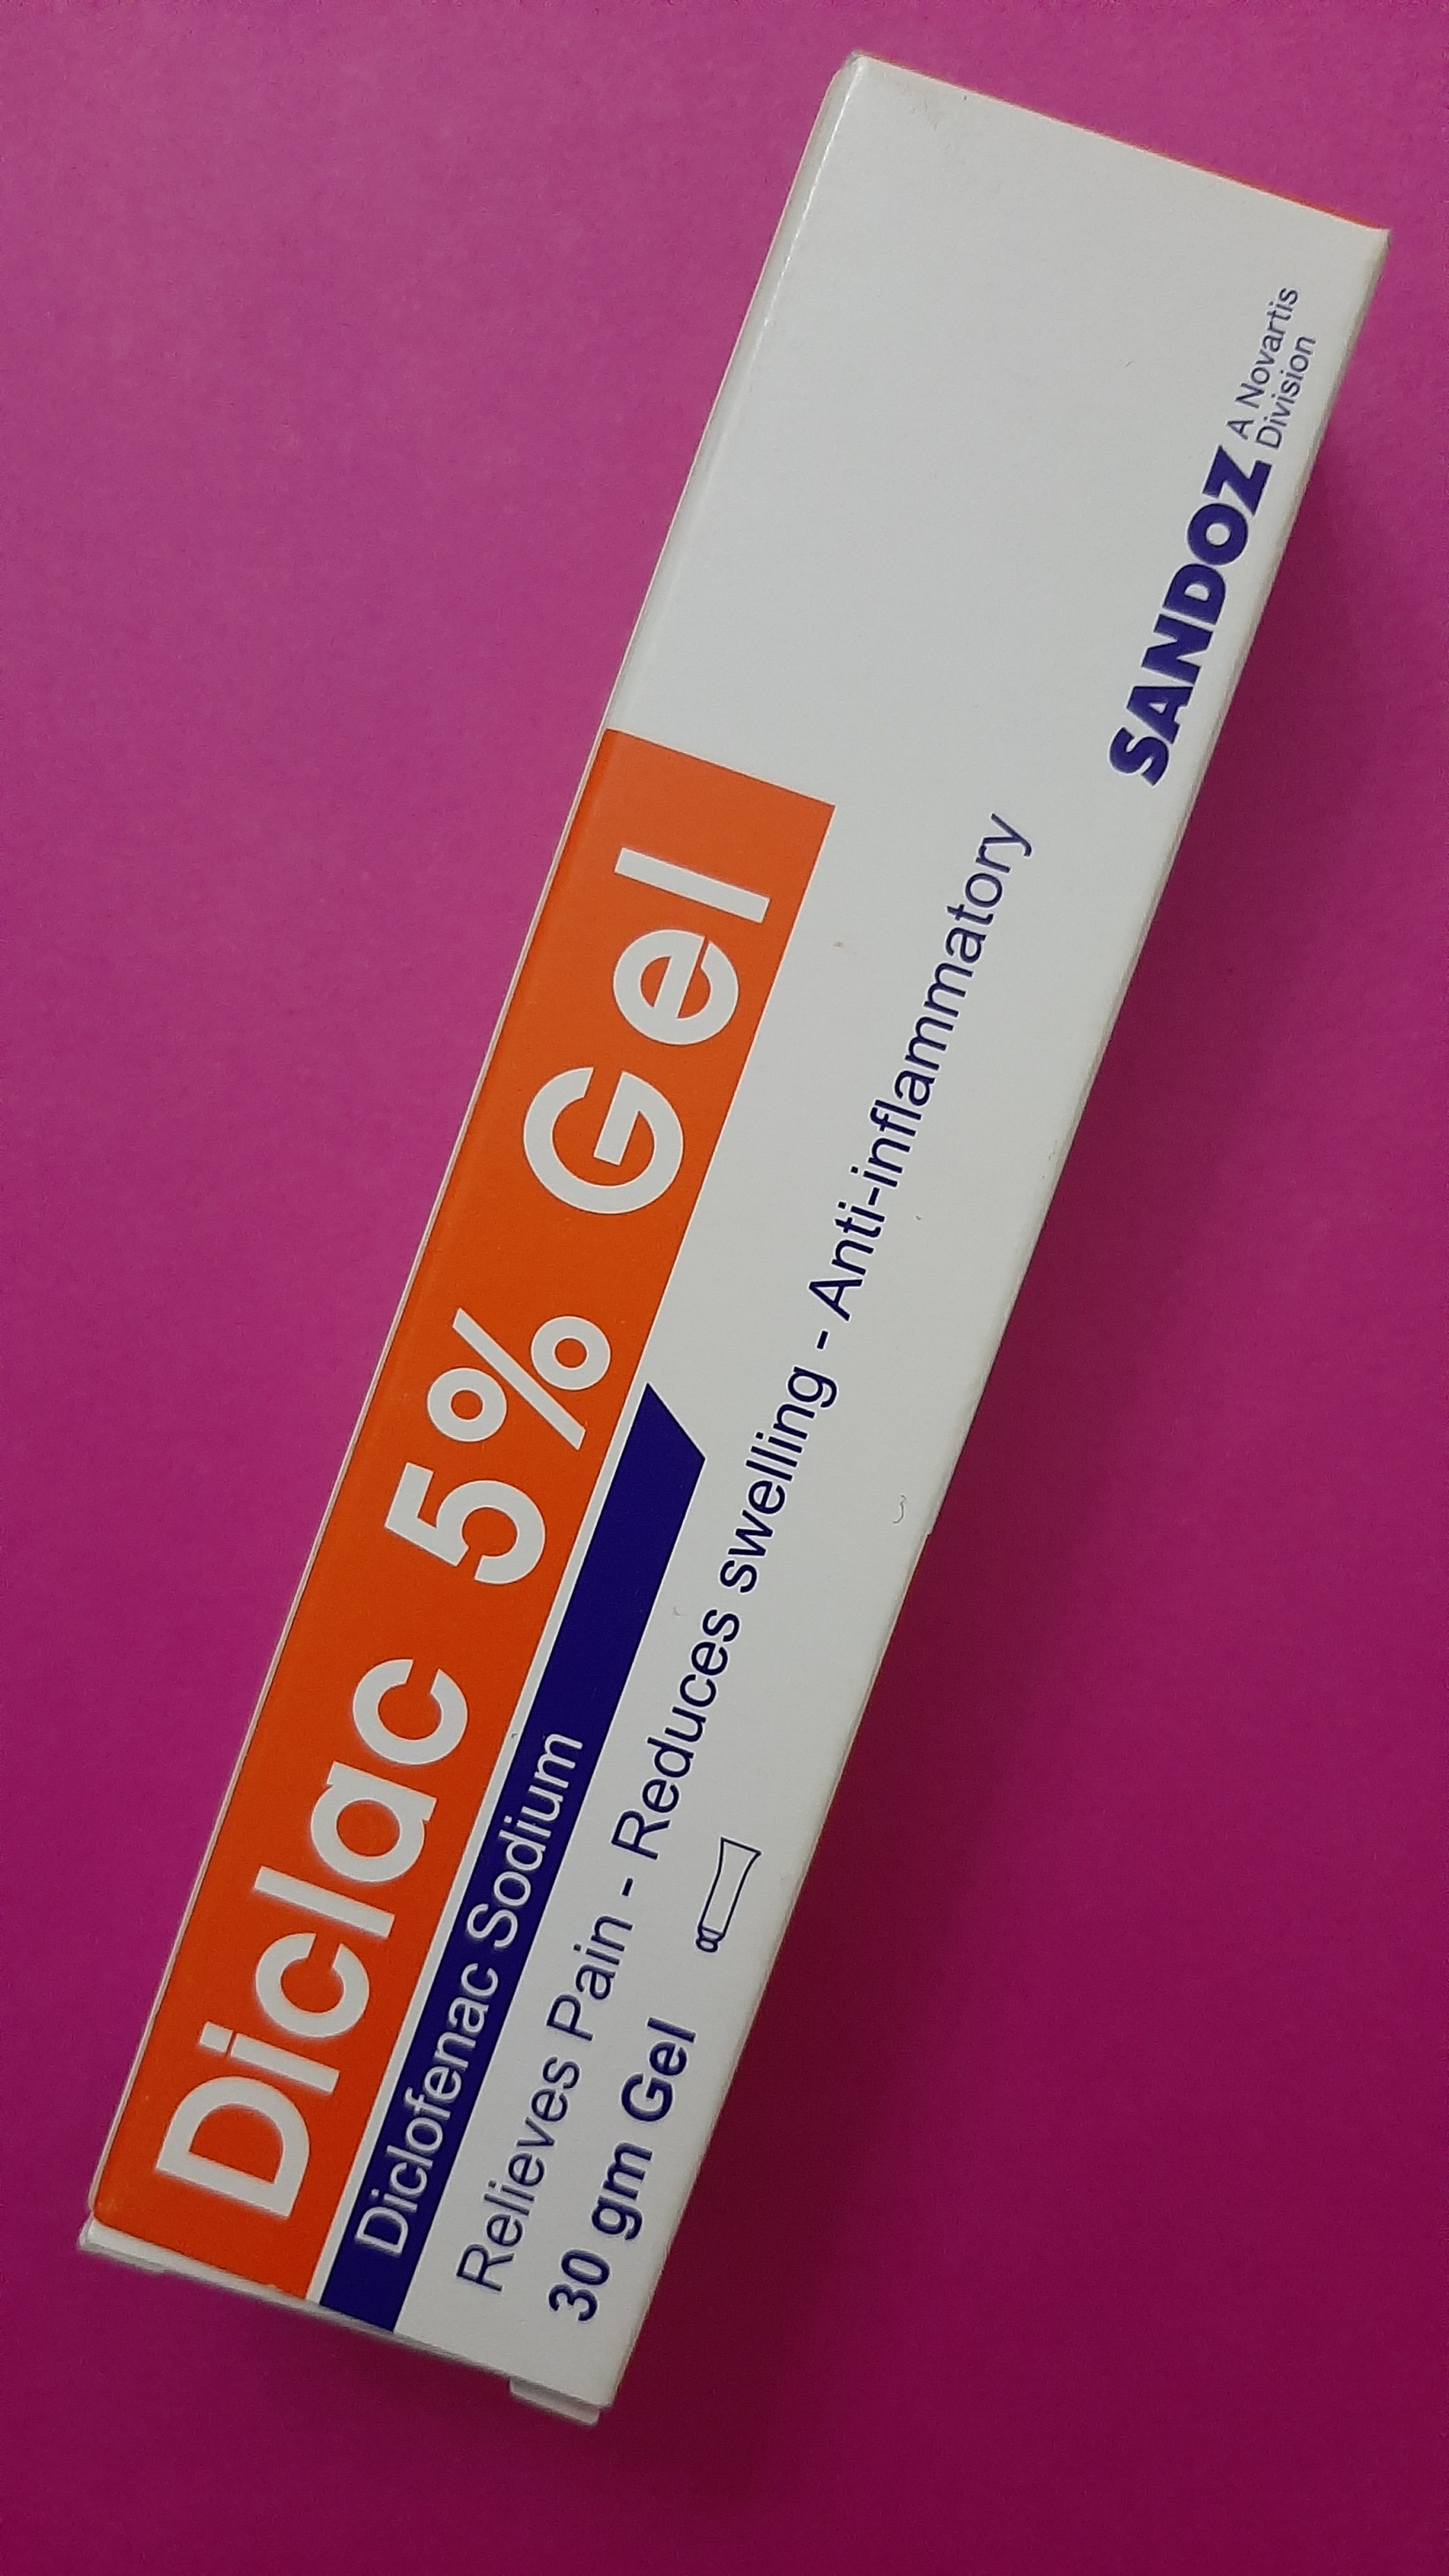 Diclac 5% Gel
Diclofenac Sodium
Relieves Pain - Reduces swelling - Anti-inflammatory
30 gm Gel
SANDOZ A Novartis
Division